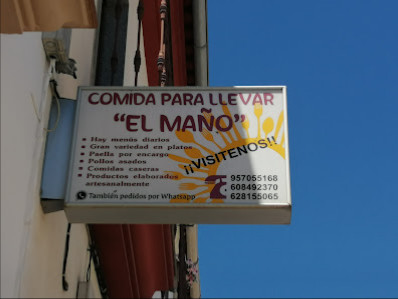 COMIDA PARA LLEVAR
"EL MAÑO"
• Hay menús diarios
• Gran variedad en platos
• Paella por encargo
• Pollos asados
• Comidas caseras
• Productos elaborados
artesanalmente
¡¡VISITENOS!!
957055168
608492370
628155065
También pedidos por Whatsapp